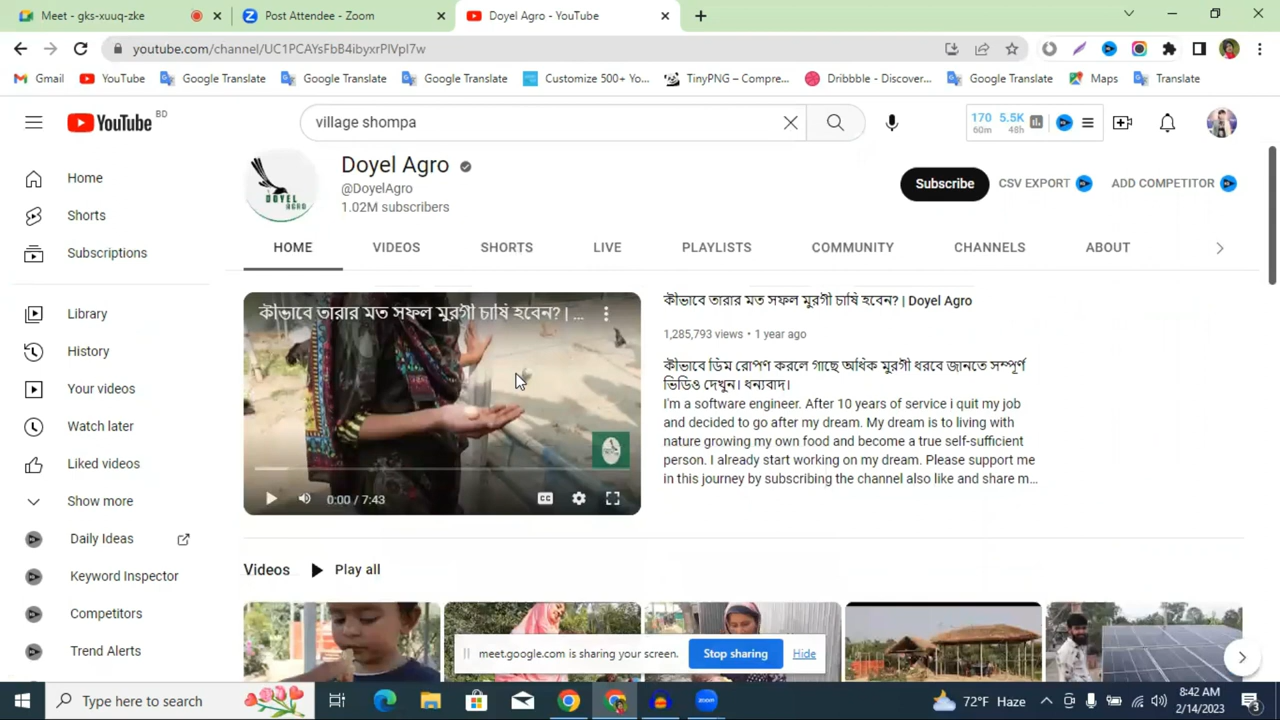 Meet - gks-xuuq-zke
Post Attendee - Zoom
Doyel Agro - YouTube
youtube.com/channel/UC1PCAYsFbB4ibyxrPlVpI7w
Gmail
YouTube
Google Translate
Google Translate
Google Translate
Customize 500+ Yo...
TinyPNG – Compre...
Dribbble - Discover...
Google Translate
Maps
Translate
YouTube BD
village shompa
170 60m
5.5K 48h
Home
Shorts
Subscriptions
Library
History
Your videos
Watch later
Liked videos
Show more
Daily Ideas
Keyword Inspector
Competitors
Trend Alerts
DOYEL
AGRO
Doyel Agro
@DoyelAgro
1.02M subscribers
Subscribe
CSV EXPORT
ADD COMPETITOR
HOME
VIDEOS
SHORTS
LIVE
PLAYLISTS
COMMUNITY
CHANNELS
ABOUT
কীভাবে তারার মত সফল মুরগী চাষি হবেন? | ...
0:00 / 7:43
কীভাবে তারার মত সফল মুরগী চাষি হবেন? | Doyel Agro
1,285,793 views • 1 year ago
কীভাবে ডিম রোপণ করলে গাছে অধিক মুরগী ধরবে জানতে সম্পূর্ণ
ভিডিও দেখুন। ধন্যবাদ।
I'm a software engineer. After 10 years of service i quit my job
and decided to go after my dream. My dream is to living with
nature growing my own food and become a true self-sufficient
person. I already start working on my dream. Please support me
in this journey by subscribing the channel also like and share m...
Videos
Play all
meet.google.com is sharing your screen.
Stop sharing
Hide
Type here to search
72°F Haze
8:42 AM
2/14/2023
3